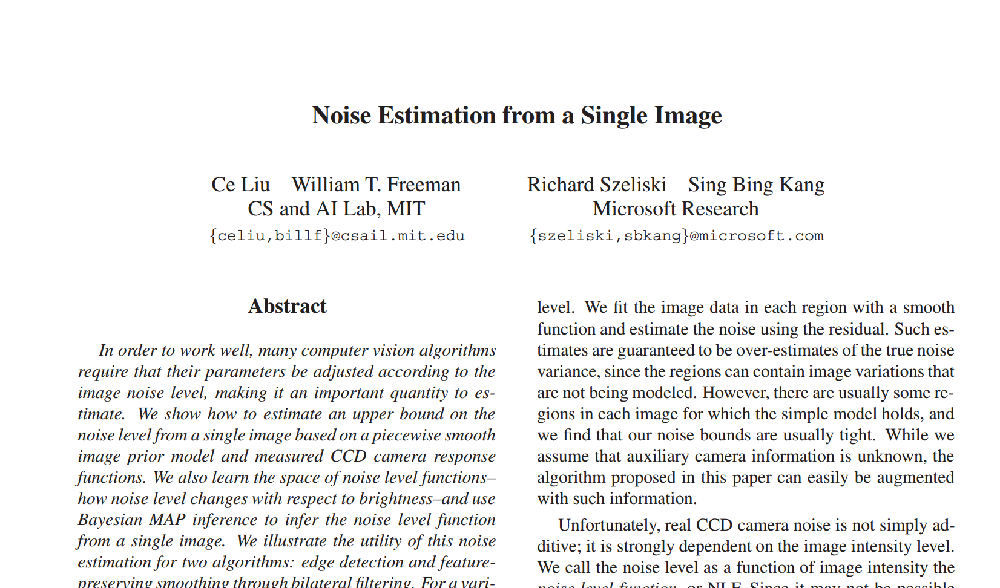 Noise Estimation from a Single Image
Ce Liu William T. Freeman
CS and AI Lab, MIT
{celiu,billf}@csail.mit.edu
Richard Szeliski Sing Bing Kang
Microsoft Research
{szeliski,sbkang}@microsoft.com
Abstract
In order to work well, many computer vision algorithms
require that their parameters be adjusted according to the
image noise level, making it an important quantity to es-
timate. We show how to estimate an upper bound on the
noise level from a single image based on a piecewise smooth
image prior model and measured CCD camera response
functions. We also learn the space of noise level functions–
how noise level changes with respect to brightness–and use
Bayesian MAP inference to infer the noise level function
from a single image. We illustrate the utility of this noise
estimation for two algorithms: edge detection and feature-
preserving smoothing through bilateral filtering. For a vari-
level. We fit the image data in each region with a smooth
function and estimate the noise using the residual. Such es-
timates are guaranteed to be over-estimates of the true noise
variance, since the regions can contain image variations that
are not being modeled. However, there are usually some re-
gions in each image for which the simple model holds, and
we find that our noise bounds are usually tight. While we
assume that auxiliary camera information is unknown, the
algorithm proposed in this paper can easily be augmented
with such information.
Unfortunately, real CCD camera noise is not simply ad-
ditive; it is strongly dependent on the image intensity level.
We call the noise level as a function of image intensity the
noise level function, or NLF. Since it may not be possible